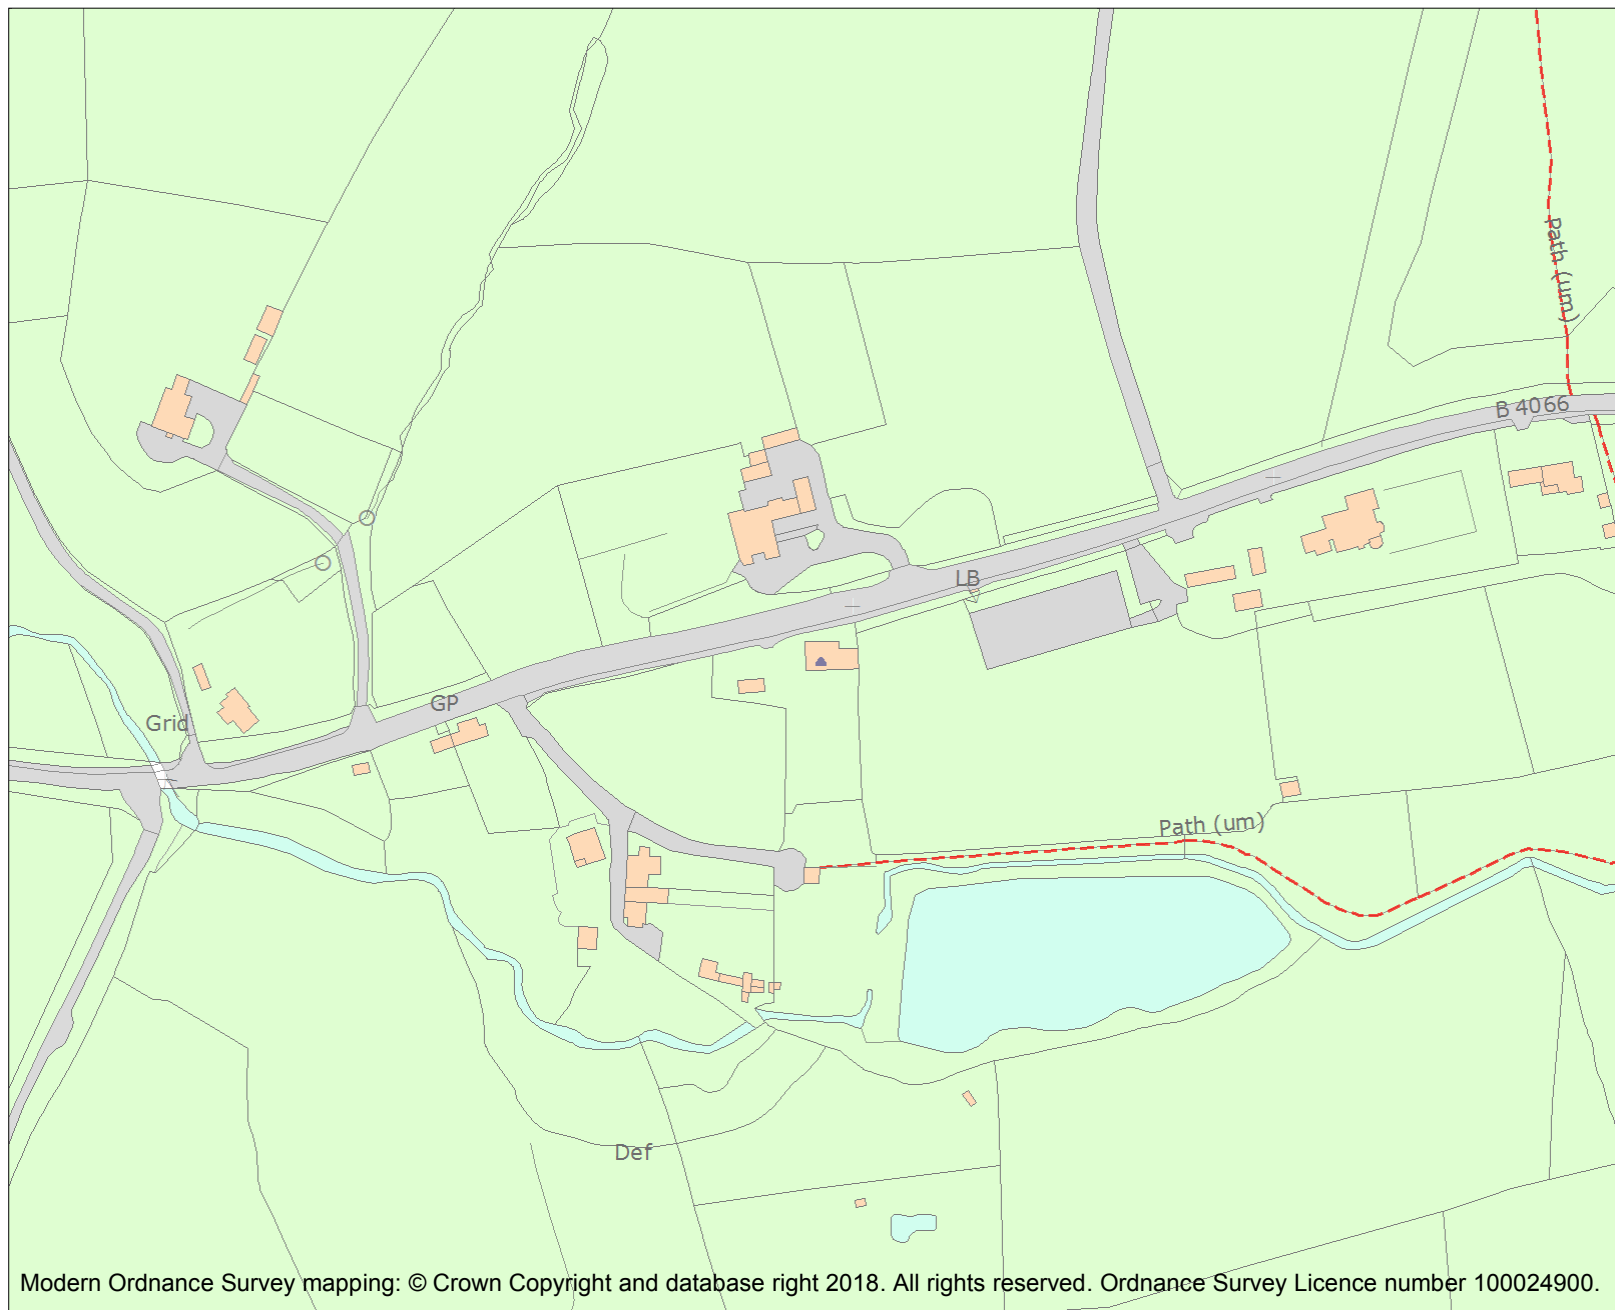 Path (um)
B 4066
LB
GP
Grid
Path (um)
Def
Modern Ordnance Survey mapping: © Crown Copyright and database right 2018. All rights reserved. Ordnance Survey Licence number 100024900.